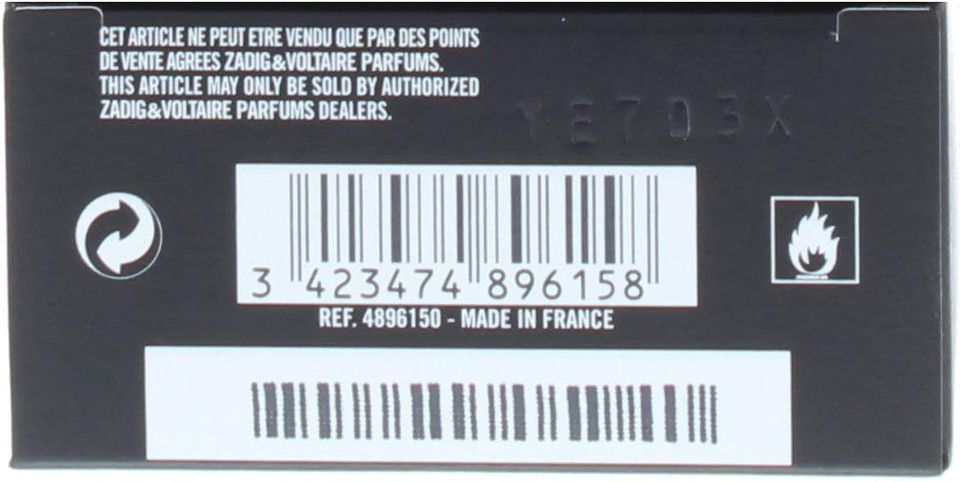 CET ARTICLE NE PEUT ETRE VENDU QUE PAR DES POINTS
DE VENTE AGREES ZADIG&VOLTAIRE PARFUMS.
THIS ARTICLE MAY ONLY BE SOLD BY AUTHORIZED
ZADIG&VOLTAIRE PARFUMS DEALERS.
YE703X
3 423474 896158
REF. 4896150 - MADE IN FRANCE